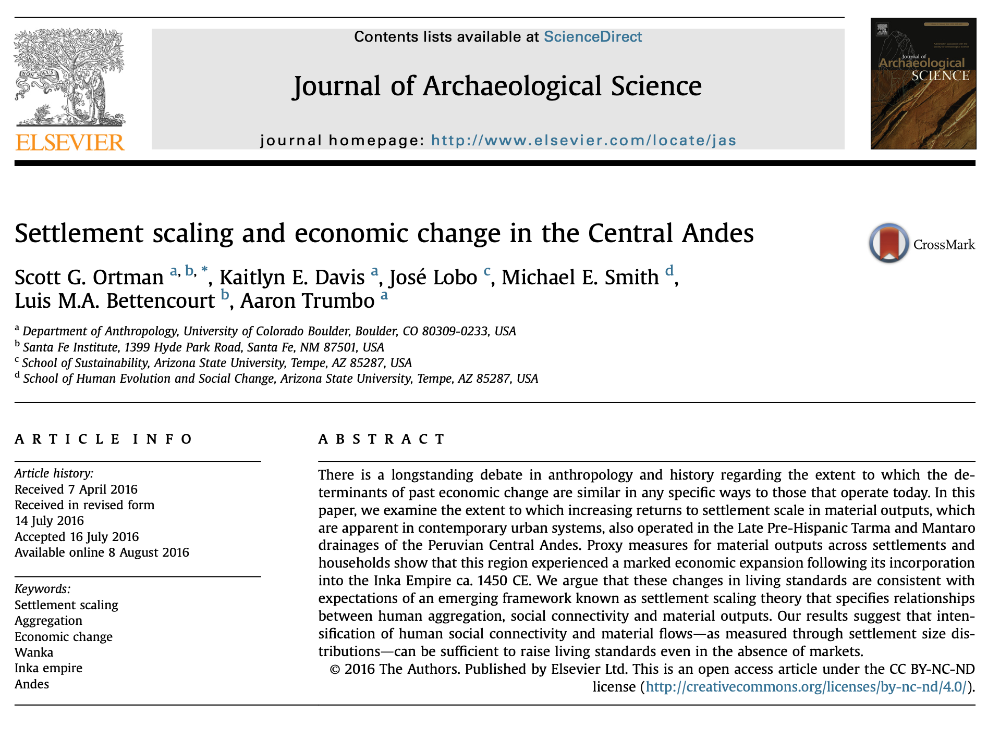 Contents lists available at ScienceDirect
Journal of Archaeological Science
journal homepage: http://www.elsevier.com/locate/jas
NON SOLUS
ELSEVIER
Journal of
Archaeological
SCIENCE
Settlement scaling and economic change in the Central Andes
CrossMark
Scott G. Ortman a, b, *, Kaitlyn E. Davis a, José Lobo c, Michael E. Smith d,
Luis M.A. Bettencourt b, Aaron Trumbo a
a Department of Anthropology, University of Colorado Boulder, Boulder, CO 80309-0233, USA
b Santa Fe Institute, 1399 Hyde Park Road, Santa Fe, NM 87501, USA
c School of Sustainability, Arizona State University, Tempe, AZ 85287, USA
d School of Human Evolution and Social Change, Arizona State University, Tempe, AZ 85287, USA
ARTICLE INFO
Article history:
Received 7 April 2016
Received in revised form
14 July 2016
Accepted 16 July 2016
Available online 8 August 2016
Keywords:
Settlement scaling
Aggregation
Economic change
Wanka
Inka empire
Andes
ABSTRACT
There is a longstanding debate in anthropology and history regarding the extent to which the de-
terminants of past economic change are similar in any specific ways to those that operate today. In this
paper, we examine the extent to which increasing returns to settlement scale in material outputs, which
are apparent in contemporary urban systems, also operated in the Late Pre-Hispanic Tarma and Mantaro
drainages of the Peruvian Central Andes. Proxy measures for material outputs across settlements and
households show that this region experienced a marked economic expansion following its incorporation
into the Inka Empire ca. 1450 CE. We argue that these changes in living standards are consistent with
expectations of an emerging framework known as settlement scaling theory that specifies relationships
between human aggregation, social connectivity and material outputs. Our results suggest that inten-
sification of human social connectivity and material flows—as measured through settlement size dis-
tributions—can be sufficient to raise living standards even in the absence of markets.
© 2016 The Authors. Published by Elsevier Ltd. This is an open access article under the CC BY-NC-ND
license (http://creativecommons.org/licenses/by-nc-nd/4.0/).